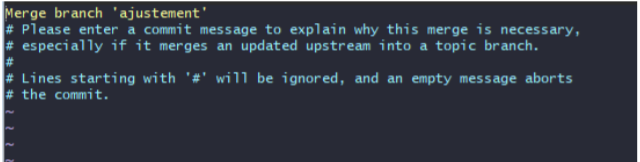 Merge branch 'ajustement'
# Please enter a commit message to explain why this merge is necessary,
# especially if it merges an updated upstream into a topic branch.
#
# Lines starting with '#' will be ignored, and an empty message aborts
# the commit.
~
~
~
~